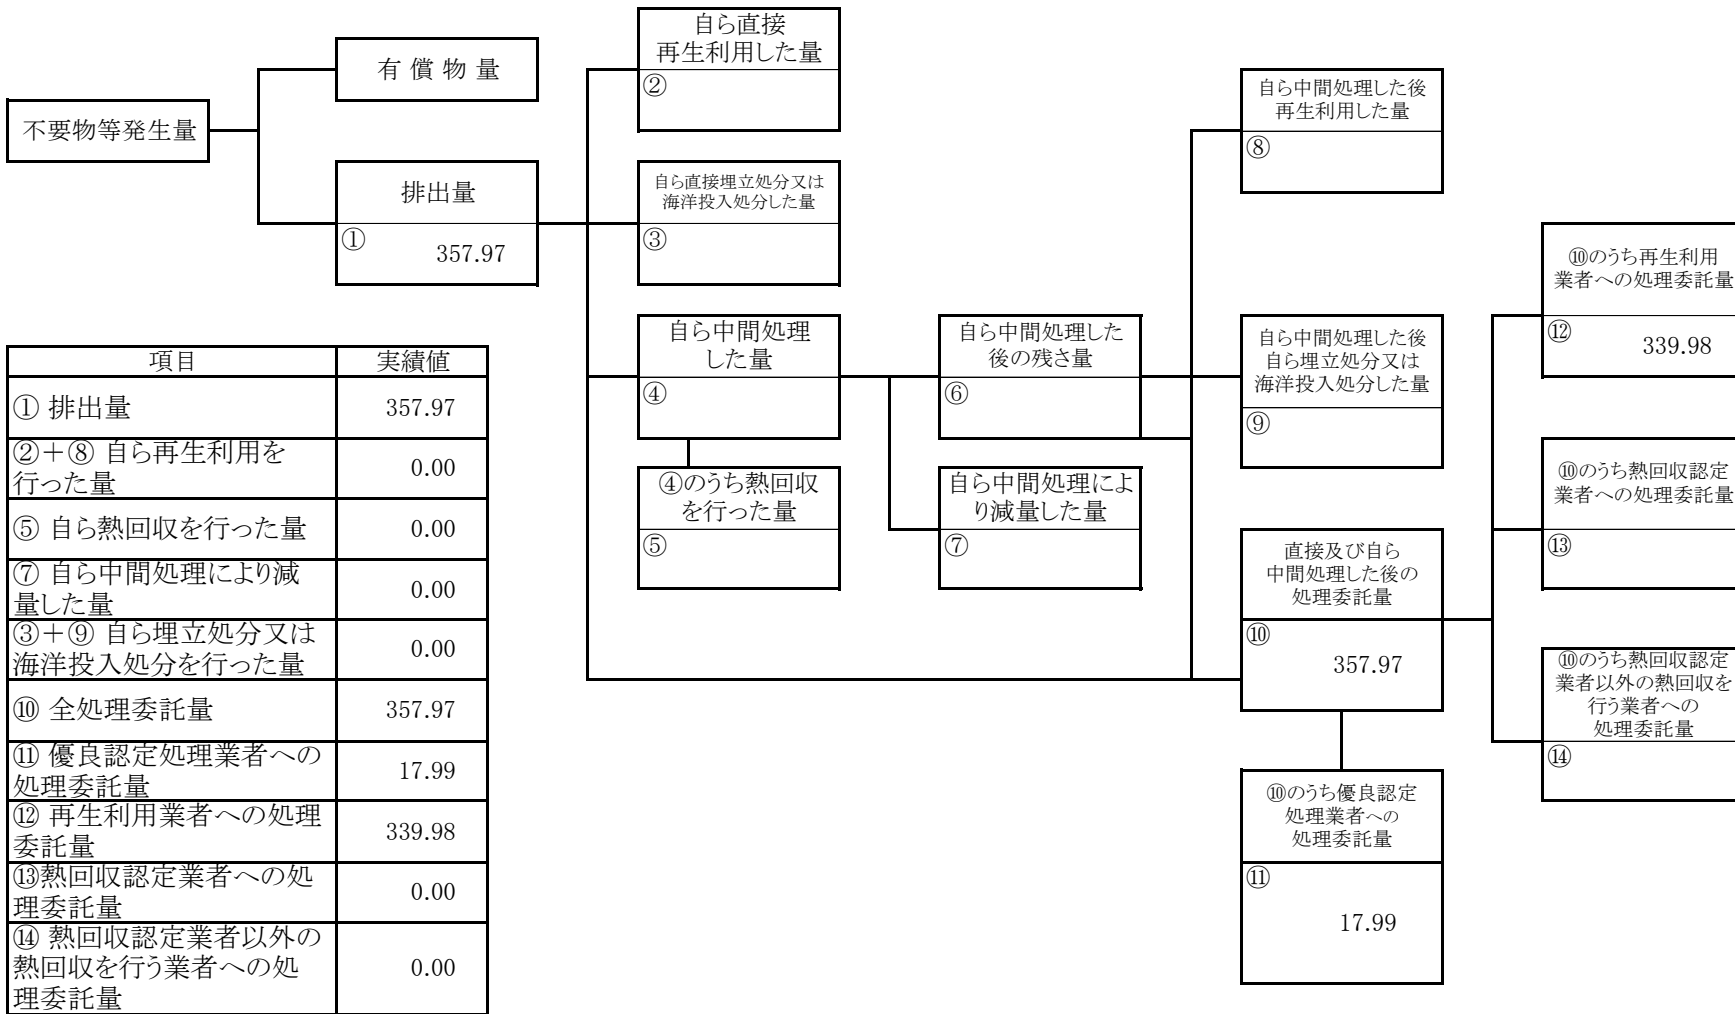 不要物等発生量
有 償 物 量
排出量
①
357.97
自ら直接
再生利用した量
②
自ら直接埋立処分又は
海洋投入処分した量
③
自ら中間処理
した量
④
④のうち熱回収
を行った量
⑤
自ら中間処理した
後の残さ量
⑥
自ら中間処理によ
り減量した量
⑦
自ら中間処理した後
再生利用した量
⑧
自ら中間処理した後
自ら埋立処分又は
海洋投入処分した量
⑨
直接及び自ら
中間処理した後の
処理委託量
⑩
357.97
⑩のうち優良認定
処理業者への
処理委託量
⑪
17.99
⑩のうち再生利用
業者への処理委託量
⑫
339.98
⑩のうち熱回収認定
業者への処理委託量
⑬
⑩のうち熱回収認定
業者以外の熱回収を
行う業者への
処理委託量
⑭
項目 実績値
① 排出量 357.97
②＋⑧ 自ら再生利用を
行った量 0.00
⑤ 自ら熱回収を行った量 0.00
⑦ 自ら中間処理により減
量した量 0.00
③＋⑨ 自ら埋立処分又は
海洋投入処分を行った量 0.00
⑩ 全処理委託量 357.97
⑪ 優良認定処理業者への
処理委託量 17.99
⑫ 再生利用業者への処理
委託量 339.98
⑬熱回収認定業者への処
理委託量 0.00
⑭ 熱回収認定業者以外の
熱回収を行う業者への処 0.00
理委託量